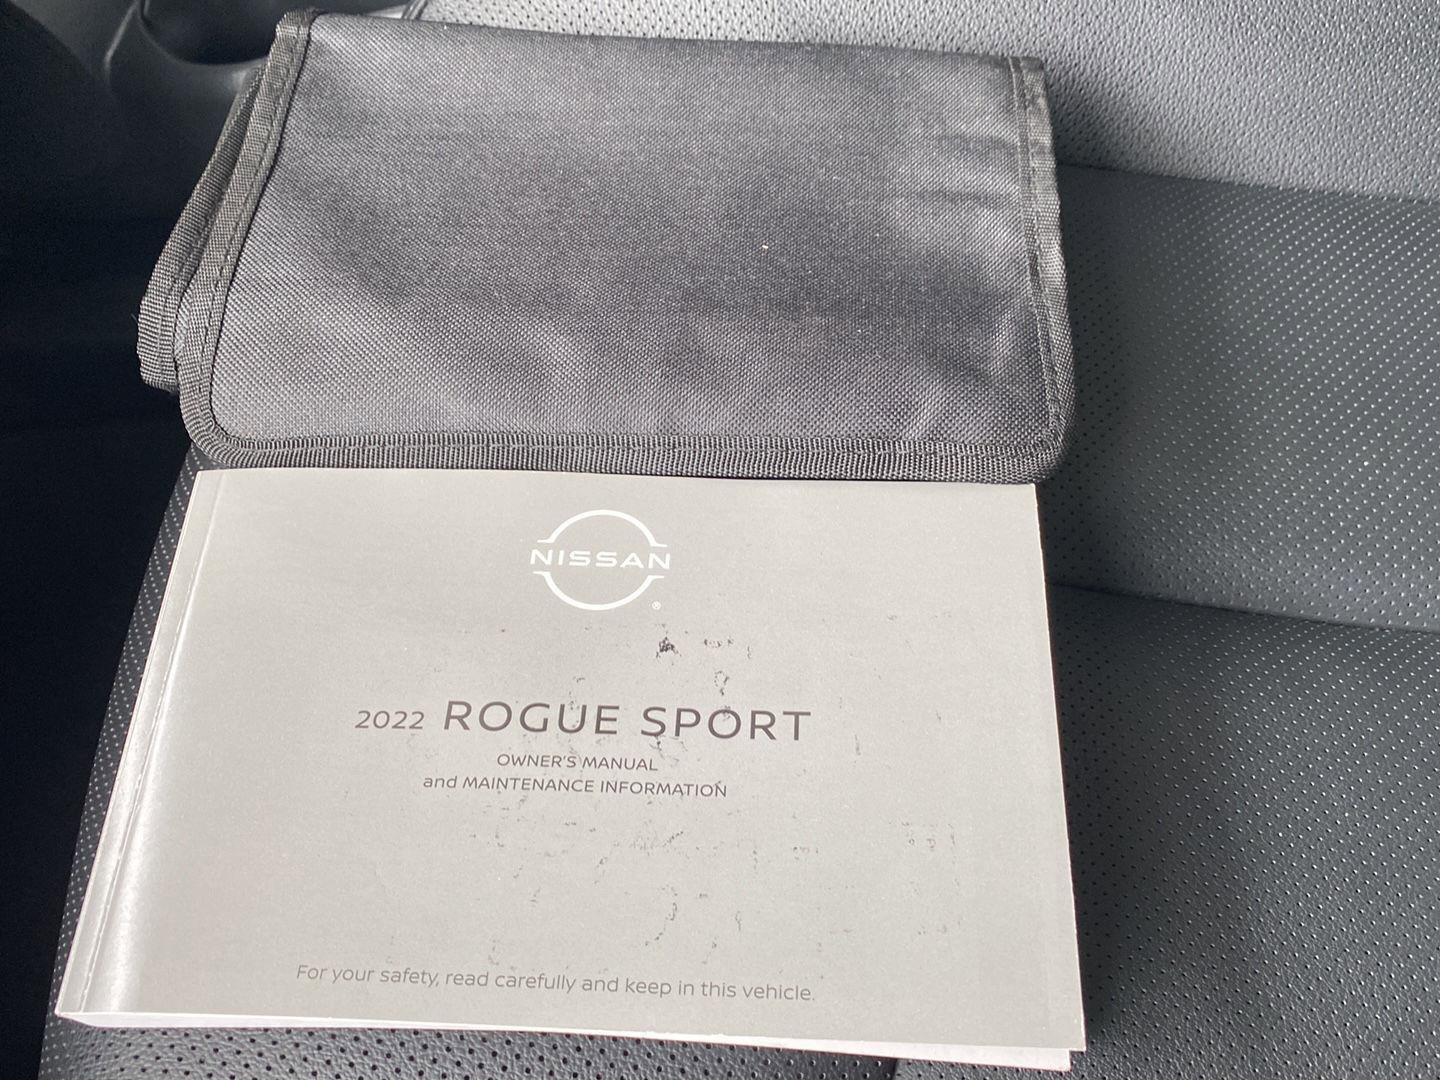 NISSAN
®
2022 ROGUE SPORT
OWNER'S MANUAL
and MAINTENANCE INFORMATION
For your safety, read carefully and keep in this vehicle.